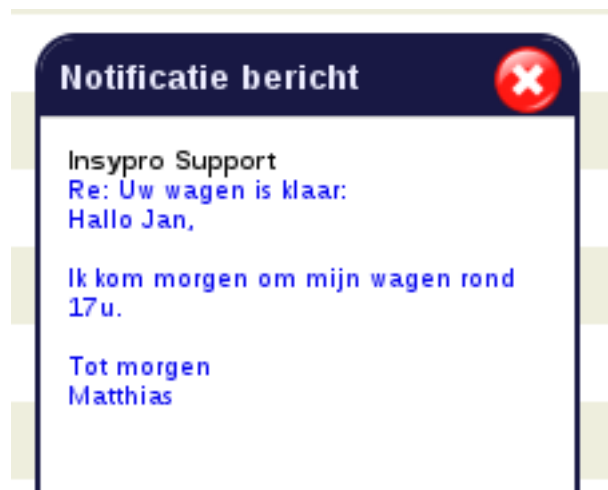 Notificatie bericht
Insypro Support
Re: Uw wagen is klaar:
Hallo Jan,
Ik kom morgen om mijn wagen rond
17u.
Tot morgen
Matthias